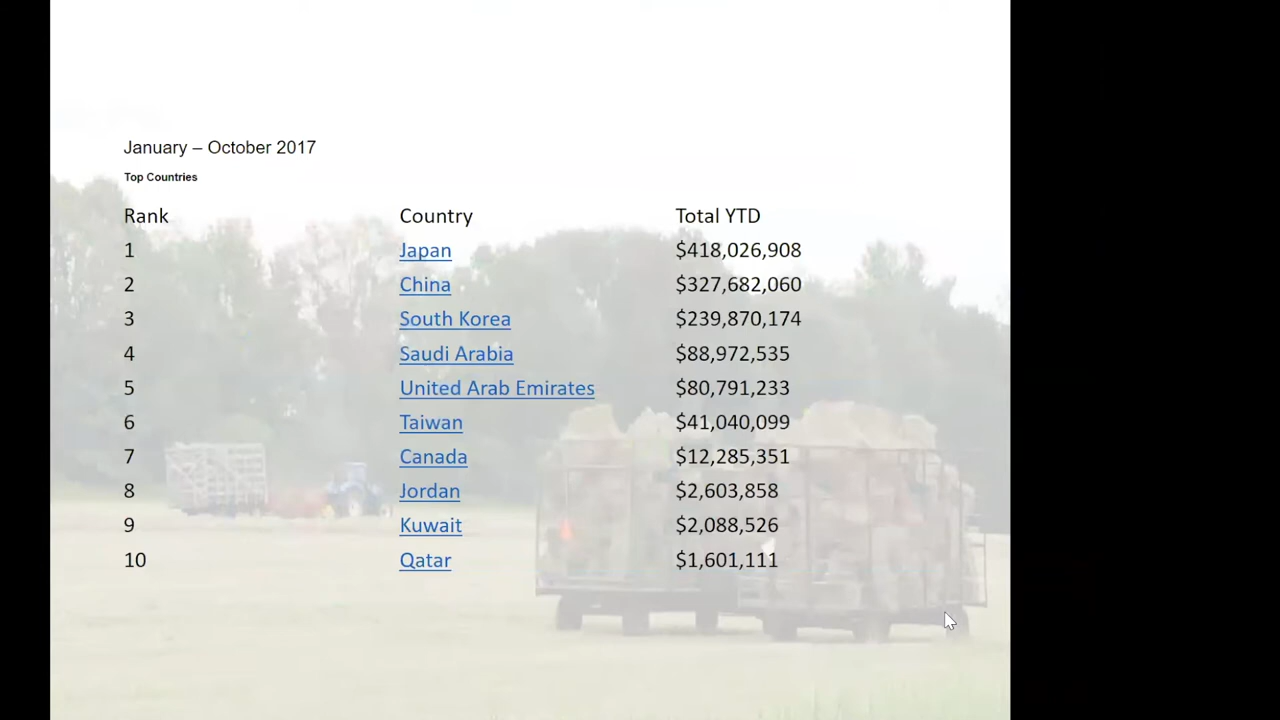 January – October 2017
Top Countries
Rank Country Total YTD
1 Japan $418,026,908
2 China $327,682,060
3 South Korea $239,870,174
4 Saudi Arabia $88,972,535
5 United Arab Emirates $80,791,233
6 Taiwan $41,040,099
7 Canada $12,285,351
8 Jordan $2,603,858
9 Kuwait $2,088,526
10 Qatar $1,601,111